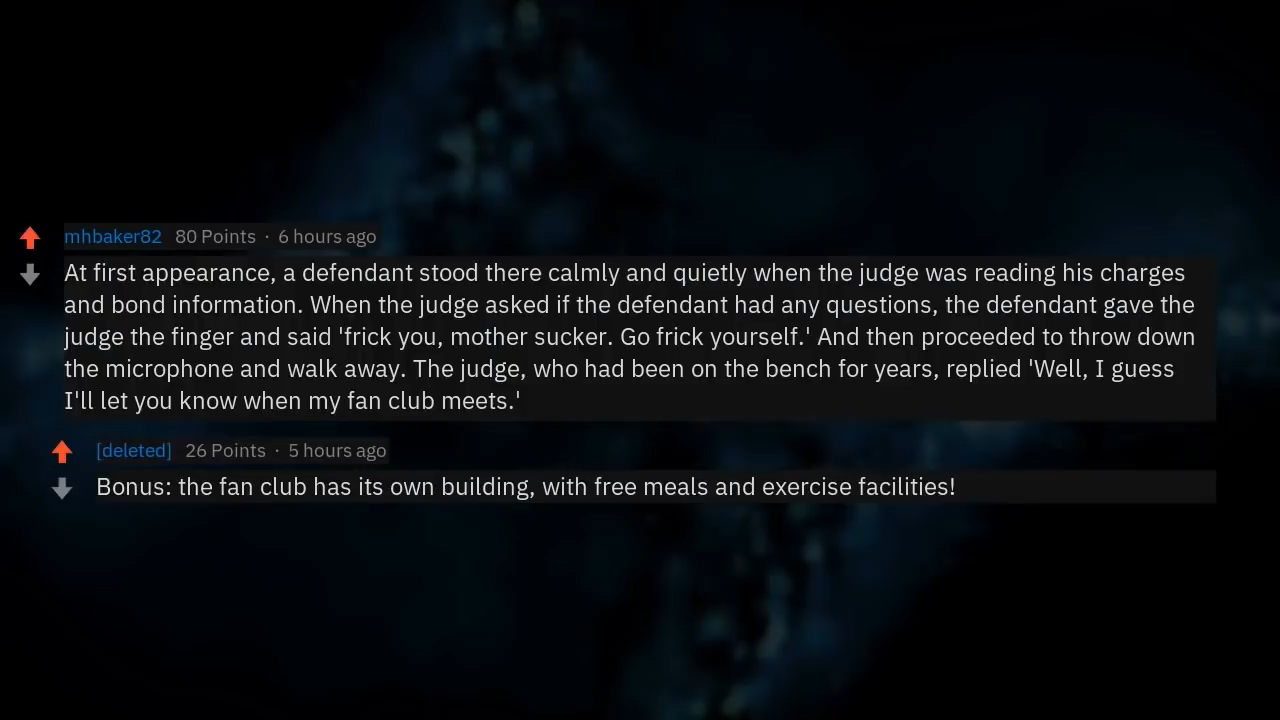 mhbaker82 80 Points · 6 hours ago
At first appearance, a defendant stood there calmly and quietly when the judge was reading his charges
and bond information. When the judge asked if the defendant had any questions, the defendant gave the
judge the finger and said 'frick you, mother sucker. Go frick yourself.' And then proceeded to throw down
the microphone and walk away. The judge, who had been on the bench for years, replied 'Well, I guess
I'll let you know when my fan club meets.'
[deleted] 26 Points · 5 hours ago
Bonus: the fan club has its own building, with free meals and exercise facilities!